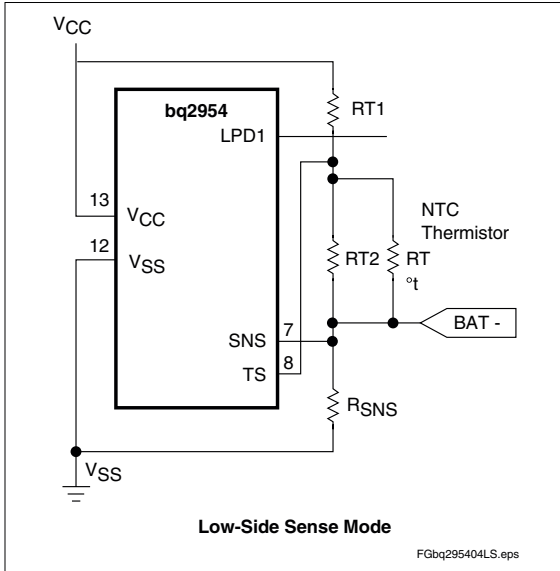 VCC
bq2954
RT1
LPD1
13
VCC
NTC
Thermistor
12
VSS
RT2
RT
°t
SNS
7
BAT -
TS
8
RSNS
VSS
Low-Side Sense Mode
FGbq295404LS.eps